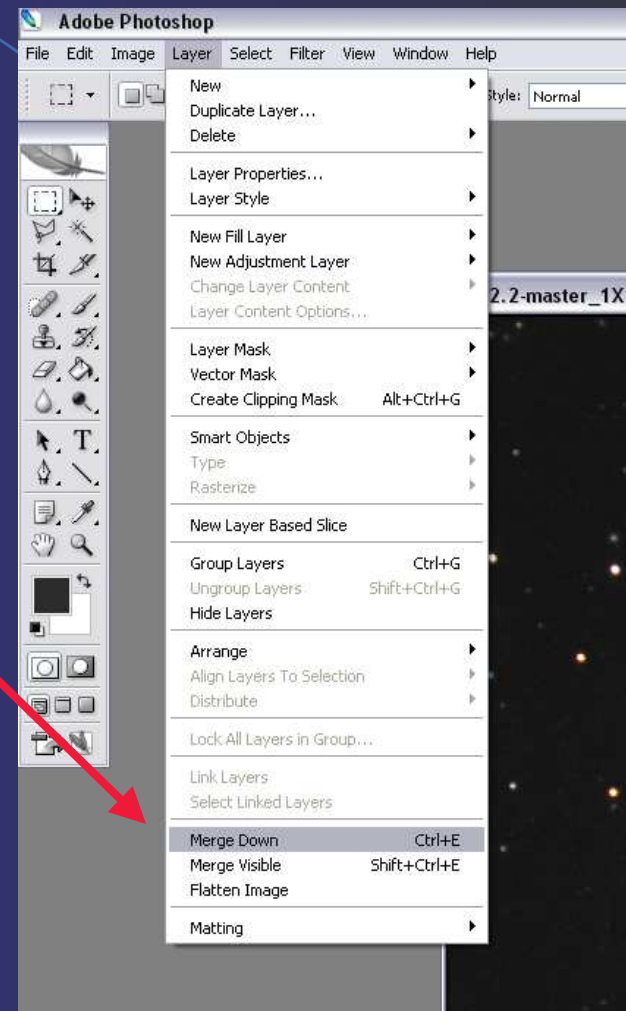 Adobe Photoshop
File Edit Image Layer Select Filter View Window Help
Style: Normal
New
Duplicate Layer...
Delete
Layer Properties...
Layer Style
New Fill Layer
New Adjustment Layer
Change Layer Content
2.2-master_1X
Layer Content Options...
Layer Mask
Vector Mask
Create Clipping Mask Alt+Ctrl+G
Smart Objects
Type
Rasterize
New Layer Based Slice
Group Layers Ctrl+G
Ungroup Layers Shift+Ctrl+G
Hide Layers
Arrange
Align Layers To Selection
Distribute
Lock All Layers in Group...
Link Layers
Select Linked Layers
Merge Down Ctrl+E
Merge Visible Shift+Ctrl+E
Flatten Image
Matting